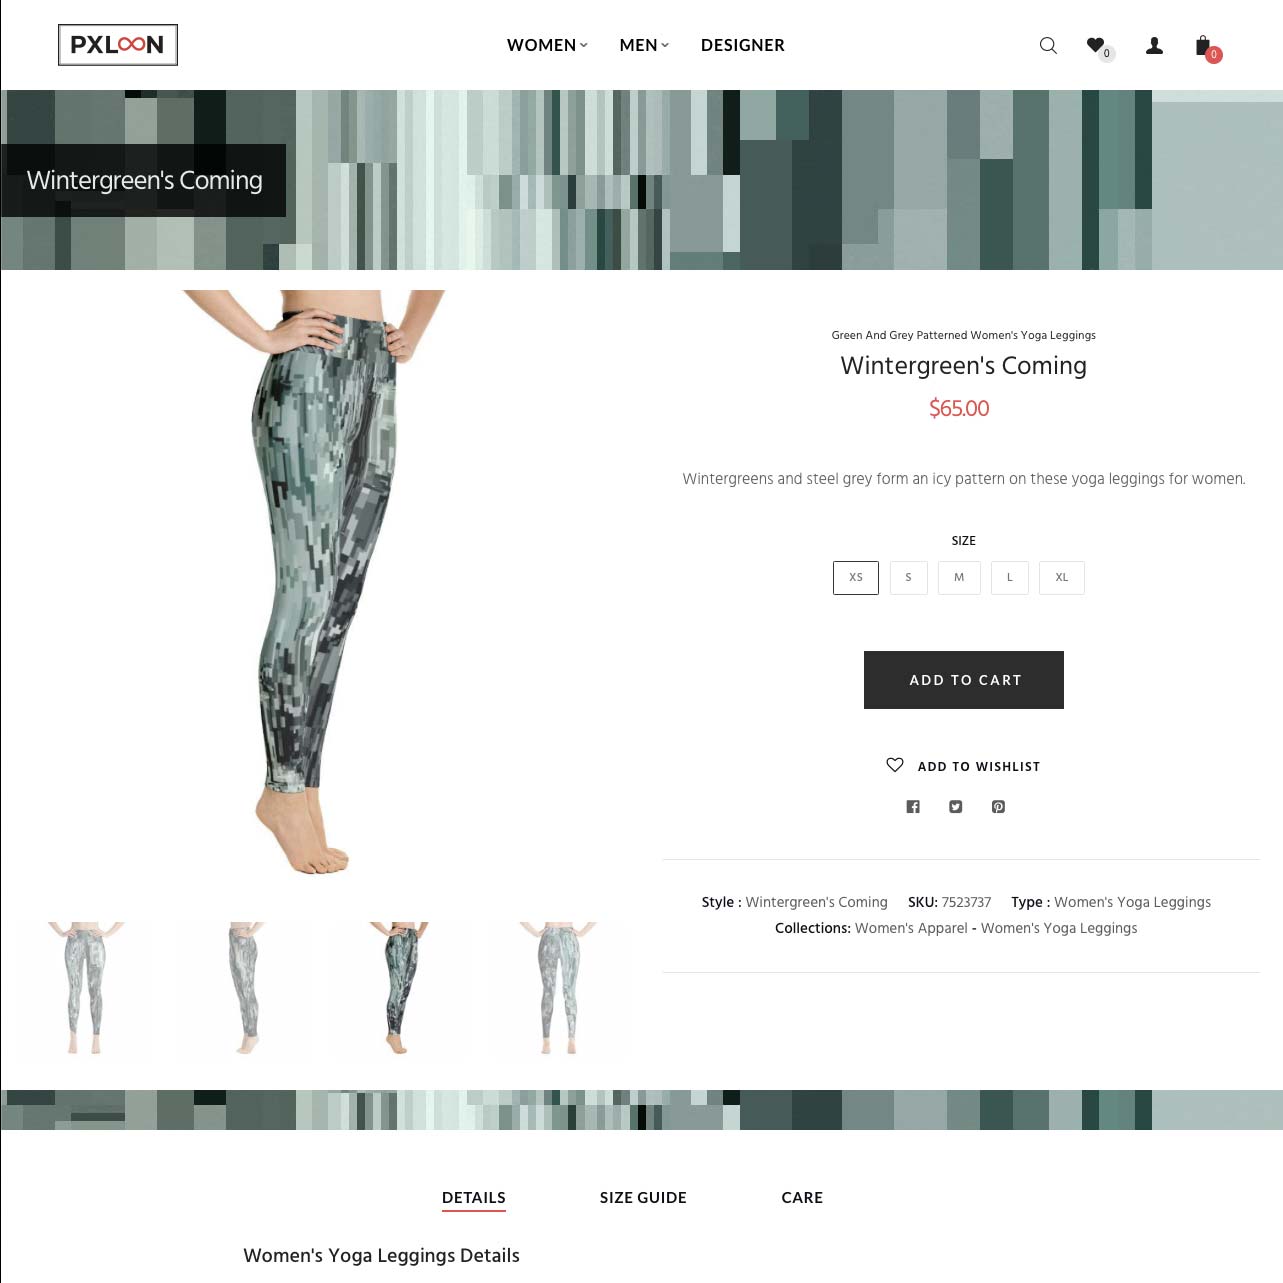 PXLOON
WOMEN
MEN
DESIGNER
0
0
Wintergreen's Coming
Green And Grey Patterned Women's Yoga Leggings
Wintergreen's Coming
$65.00
Wintergreens and steel grey form an icy pattern on these yoga leggings for women.
SIZE
XS S M L XL
ADD TO CART
ADD TO WISHLIST
Style : Wintergreen's Coming SKU: 7523737 Type : Women's Yoga Leggings
Collections: Women's Apparel - Women's Yoga Leggings
DETAILS
SIZE GUIDE
CARE
Women's Yoga Leggings Details